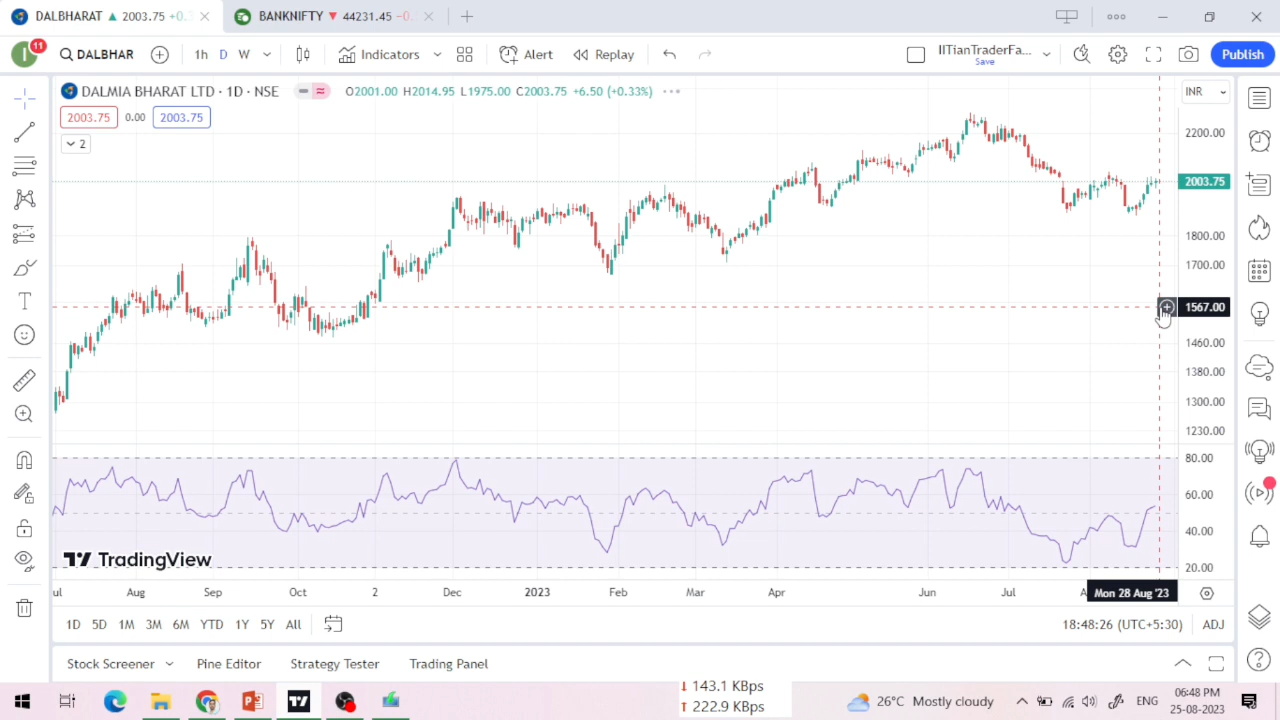 DALBHARAT ▲ 2003.75 +0.
BANKNIFTY ▼ 44231.45 −0.
11
DALBHAR
1h D W
Indicators
Alert
Replay
IITianTraderFa...
Save
Publish
DALMIA BHARAT LTD · 1D · NSE
O2001.00 H2014.95 L1975.00 C2003.75 +6.50 (+0.33%)
INR
2003.75 0.00 2003.75
2
2200.00
2003.75
1800.00
1700.00
1567.00
1460.00
1380.00
1300.00
1230.00
80.00
60.00
40.00
20.00
TradingView
ul Aug Sep Oct 2 Dec 2023 Feb Mar Apr Jun Jul A Mon 28 Aug '23
1D 5D 1M 3M 6M YTD 1Y 5Y All
18:48:26 (UTC+5:30) ADJ
Stock Screener
Pine Editor
Strategy Tester
Trading Panel
143.1 KBps
222.9 KBps
26°C Mostly cloudy
ENG
06:48 PM
25-08-2023